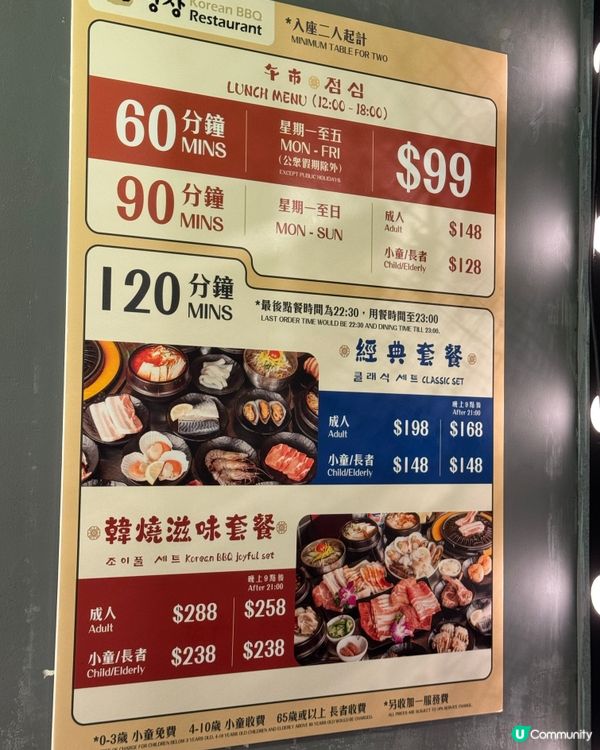 Korean BBQ
Restaurant
*入座二人起計
MINIMUM TABLE FOR TWO
午市 점심
LUNCH MENU (12:00 - 18:00)
60 分鐘 MINS
星期一至五
MON - FRI
(公眾假期除外)
EXCEPT PUBLIC HOLIDAYS
$99
90 分鐘 MINS
星期一至日
MON - SUN
成人 Adult $148
小童/長者 Child/Elderly $128
120 分鐘 MINS
*最後點餐時間為22:30，用餐時間至23:00
LAST ORDER TIME WOULD BE 22:30 AND DINING TIME TILL 23:00.
經典套餐
클래식 세트 CLASSIC SET
晚上9點後
After 21:00
成人 Adult $198 $168
小童/長者 Child/Elderly $148 $148
韓燒滋味套餐
조이풀 세트 Korean BBQ joyful set
晚上9點後
After 21:00
成人 Adult $288 $258
小童/長者 Child/Elderly $238 $238
*0-3歲 小童免費 4-10歲 小童收費 65歲或以上 長者收費 *另收加一服務費
U Community